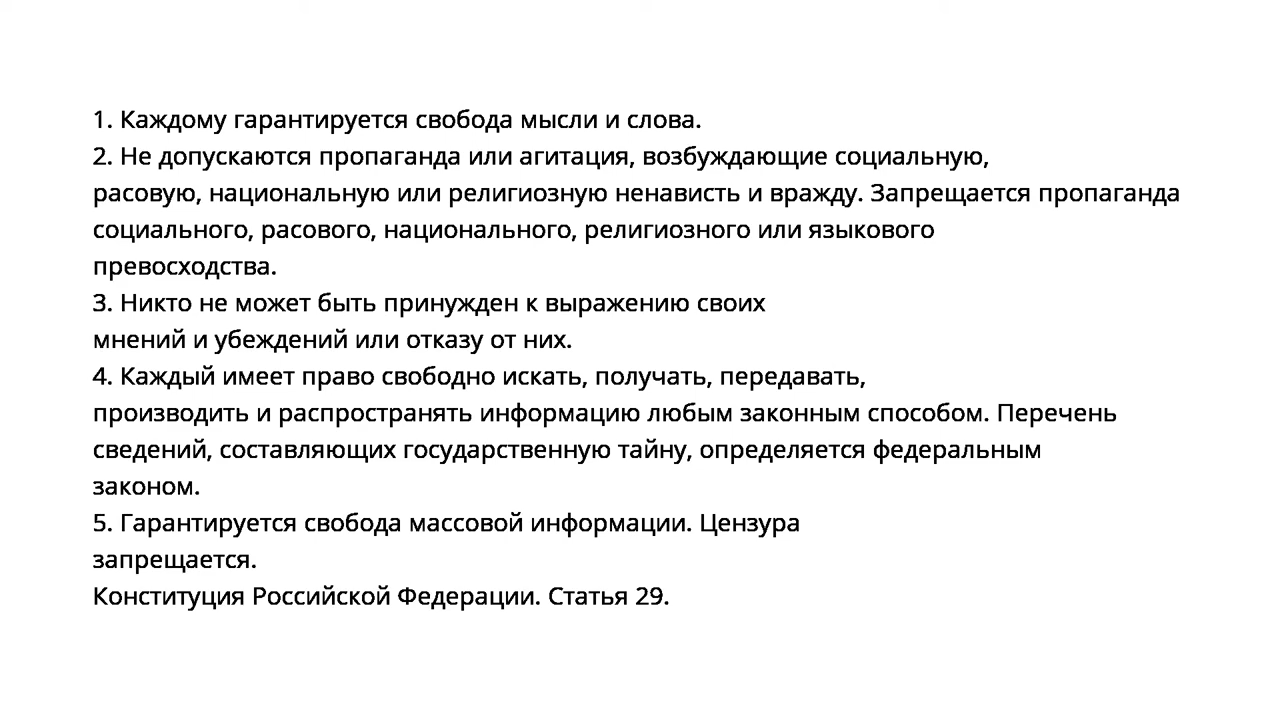 1. Каждому гарантируется свобода мысли и слова.
2. Не допускаются пропаганда или агитация, возбуждающие социальную,
расовую, национальную или религиозную ненависть и вражду. Запрещается пропаганда
социального, расового, национального, религиозного или языкового
превосходства.
3. Никто не может быть принужден к выражению своих
мнений и убеждений или отказу от них.
4. Каждый имеет право свободно искать, получать, передавать,
производить и распространять информацию любым законным способом. Перечень
сведений, составляющих государственную тайну, определяется федеральным
законом.
5. Гарантируется свобода массовой информации. Цензура
запрещается.
Конституция Российской Федерации. Статья 29.